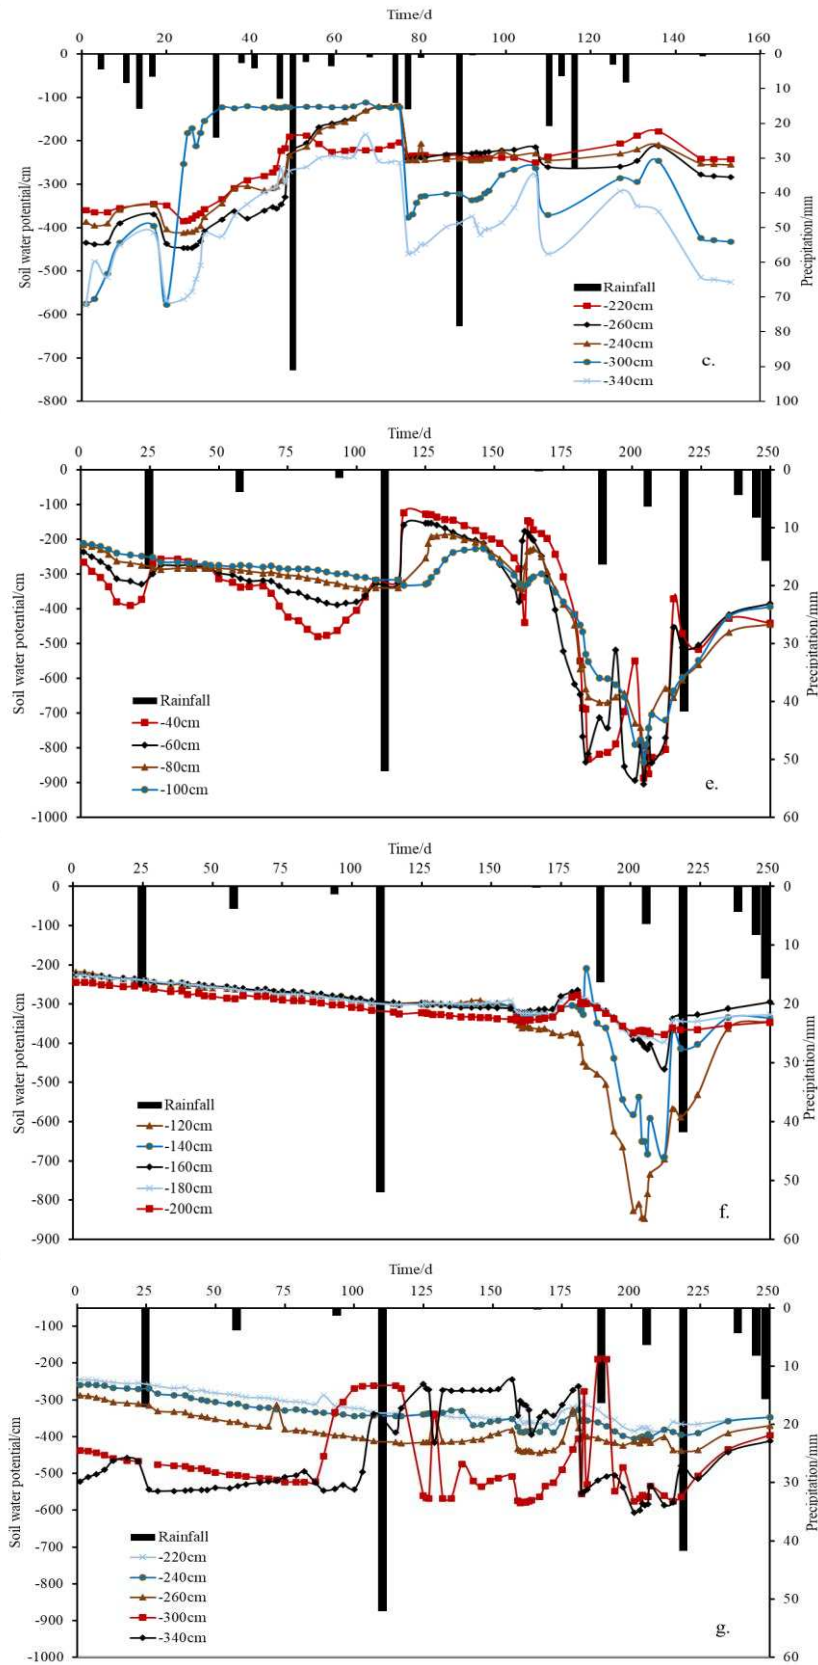 Time/d
0 20 40 60 80 100 120 140 160
0 0
-100 10
-200 20
-300 30
-400 40
-500 50
-600 60
-700 70
80
-800 90
100
Soil water potential/cm
Precipitation/mm
Rainfall
-220cm
-260cm
-240cm
-300cm
-340cm
c.
Time/d
0 25 50 75 100 125 150 175 200 225 250
0 0
-100
-200 10
-300 20
-400
-500 30
-600
-700 40
-800 50
-900
-1000 60
Soil water potential/cm
Precipitation/mm
Rainfall
-40cm
-60cm
-80cm
-100cm
e.
Time/d
0 25 50 75 100 125 150 175 200 225 250
0 0
-100
-200 10
-300 20
-400
-500 30
-600 40
-700
-800 50
-900 60
Soil water potential/cm
Precipitation/mm
Rainfall
-120cm
-140cm
-160cm
-180cm
-200cm
f.
Time/d
0 25 50 75 100 125 150 175 200 225 250
0
-100
-200 10
-300 20
-400
-500 30
-600
-700 40
-800 50
-900
-1000 60
Soil water potential/cm
Precipitation/mm
Rainfall
-220cm
-240cm
-260cm
-300cm
-340cm
g.